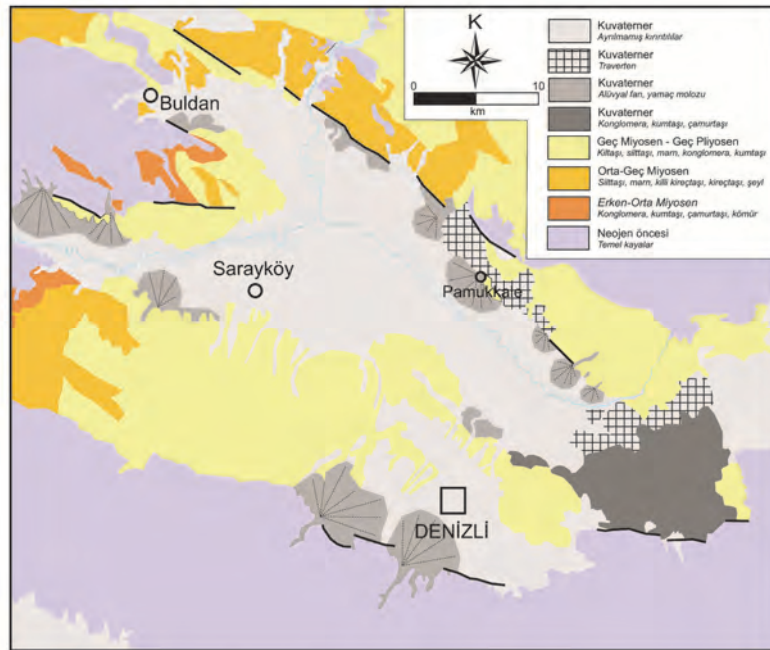 K
0
10
km
Kuvaterner
Ayrılmamış kırıntılılar
Kuvaterner
Traverten
Kuvaterner
Alüvyal fan, yamaç molozu
Kuvaterner
Konglomera, kumtaşı, çamurtaşı
Geç Miyosen - Geç Pliyosen
Kiltaşı, silttaşı, marn, konglomera, kumtaşı
Orta-Geç Miyosen
Silttaşı, marn, killi kireçtaşı, kireçtaşı, şeyl
Erken-Orta Miyosen
Konglomera, kumtaşı, çamurtaşı, kömür
Neojen öncesi
Temel kayalar
Buldan
Sarayköy
Pamukkale
DENİZLİ